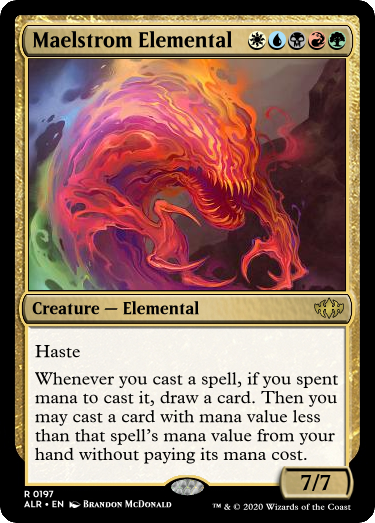 Maelstrom Elemental
Creature — Elemental
Haste
Whenever you cast a spell, if you spent
mana to cast it, draw a card. Then you
may cast a card with mana value less
than that spell's mana value from your
hand without paying its mana cost.
7/7
R 0197
ALR • EN Brandon McDonald
™ & © 2020 Wizards of the Coast